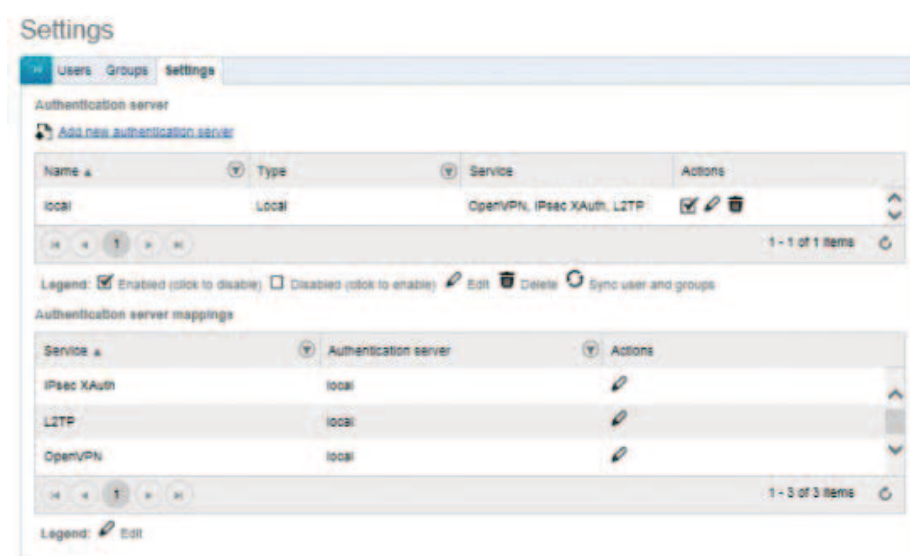 Settings
Users Groups Settings
Authentication server
Add new authentication server
Name Type Service Actions
local Local OpenVPN, IPsec XAuth, L2TP
1 1 - 1 of 1 items
Legend: Enabled (click to disable) Disabled (click to enable) Edit Delete Sync user and groups
Authentication server mappings
Service Authentication server Actions
IPsec XAuth local
L2TP local
OpenVPN local
1 1 - 3 of 3 items
Legend: Edit